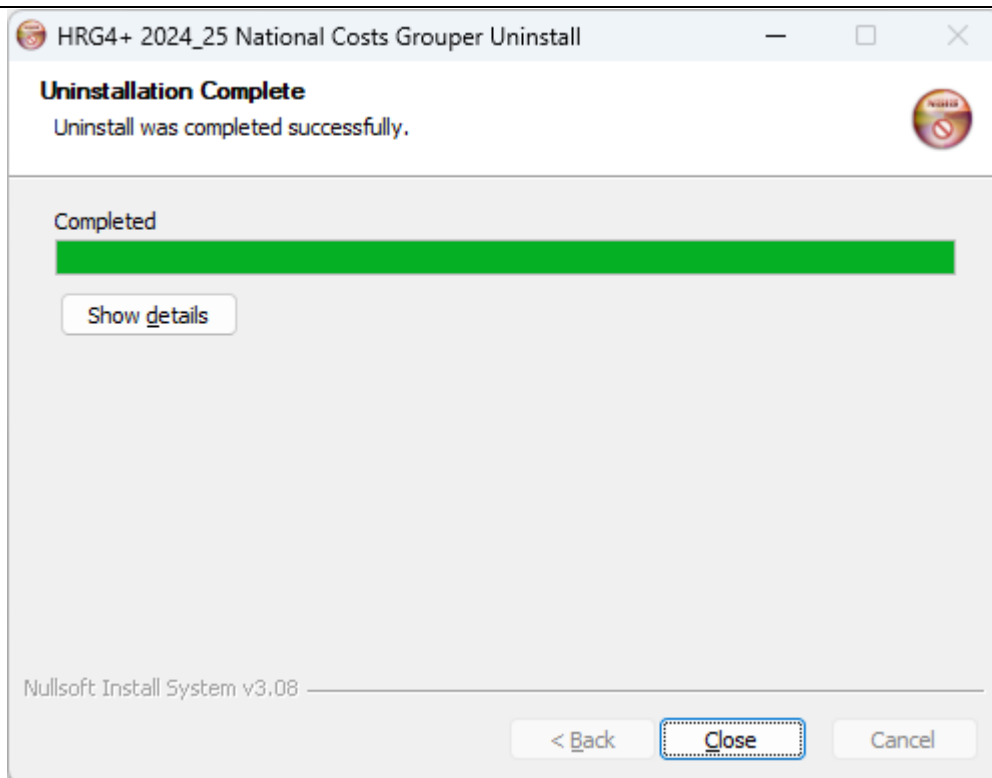 HRG4+ 2024_25 National Costs Grouper Uninstall
Uninstallation Complete
Uninstall was completed successfully.
Completed
Show details
Nullsoft Install System v3.08
< Back
Close
Cancel